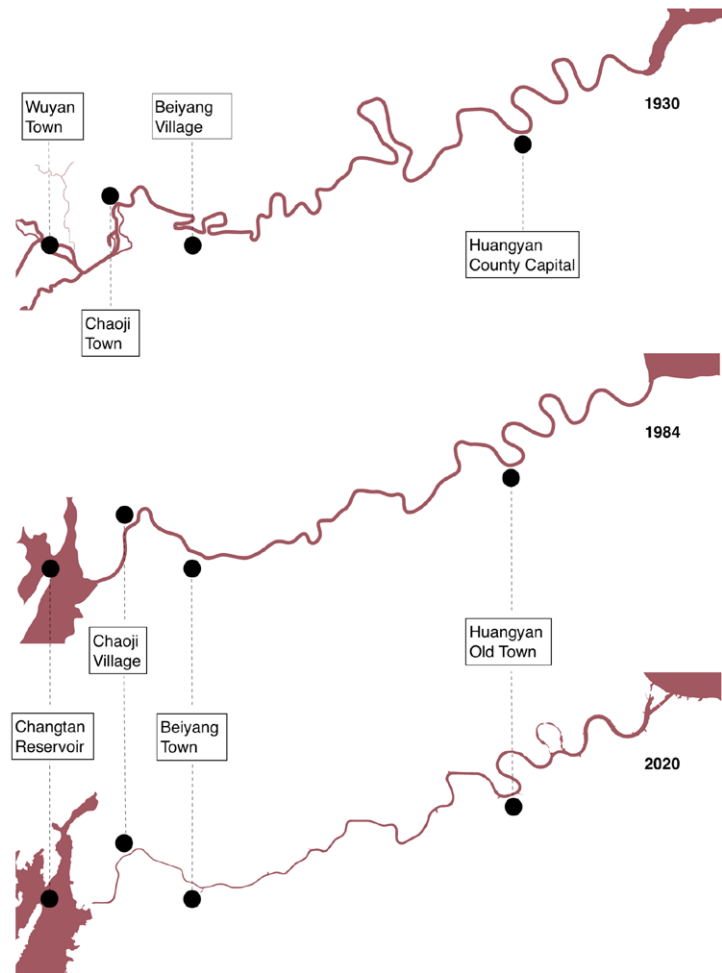 Wuyan
Town
Beiyang
Village
1930
Huangyan
County Capital
Chaoji
Town
1984
Chaoji
Village
Huangyan
Old Town
Changtan
Reservoir
Beiyang
Town
2020